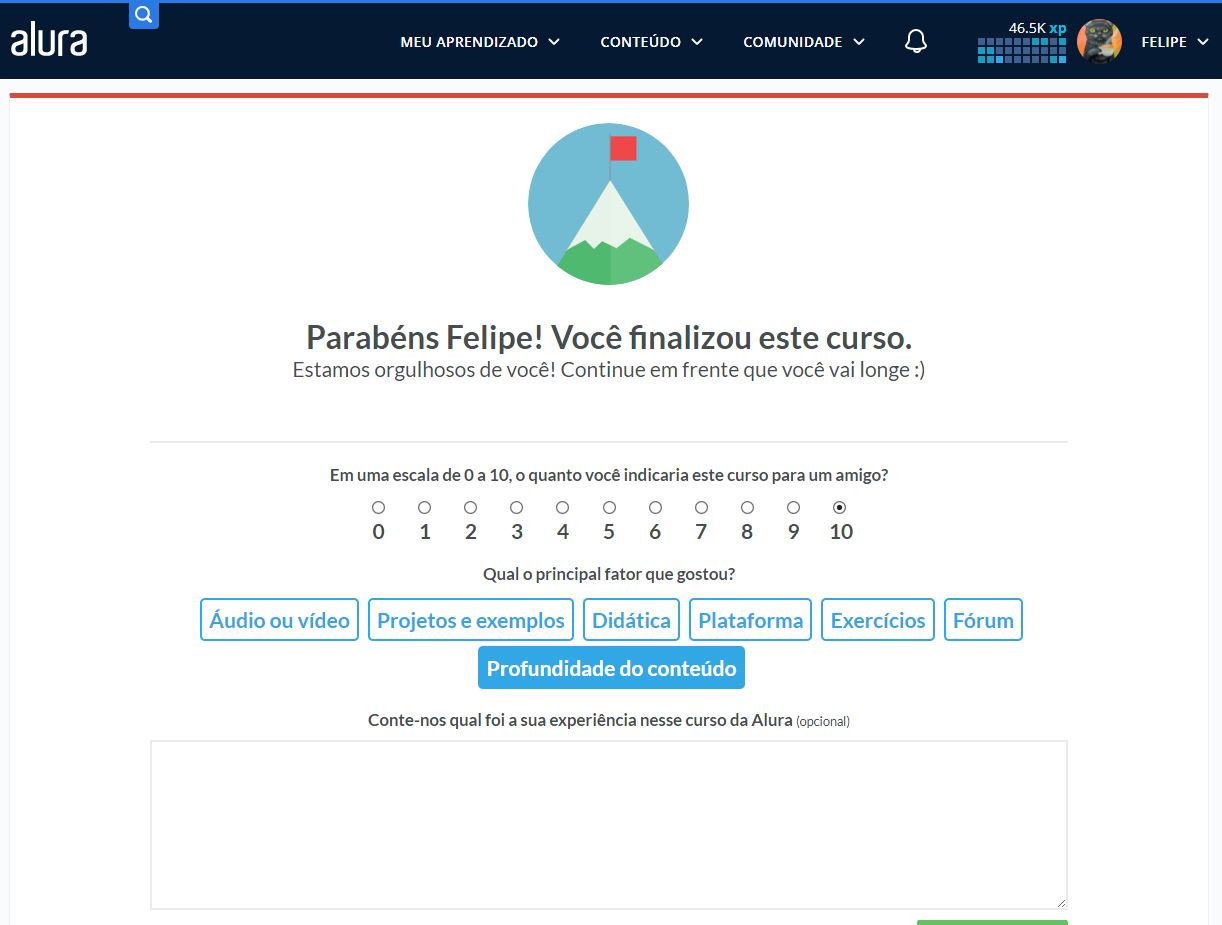 alura
MEU APRENDIZADO CONTEÚDO COMUNIDADE 46.5K xp FELIPE
Parabéns Felipe! Você finalizou este curso.
Estamos orgulhosos de você! Continue em frente que você vai longe :)
Em uma escala de 0 a 10, o quanto você indicaria este curso para um amigo?
0 1 2 3 4 5 6 7 8 9 10
Qual o principal fator que gostou?
Áudio ou vídeo Projetos e exemplos Didática Plataforma Exercícios Fórum
Profundidade do conteúdo
Conte-nos qual foi a sua experiência nesse curso da Alura (opcional)